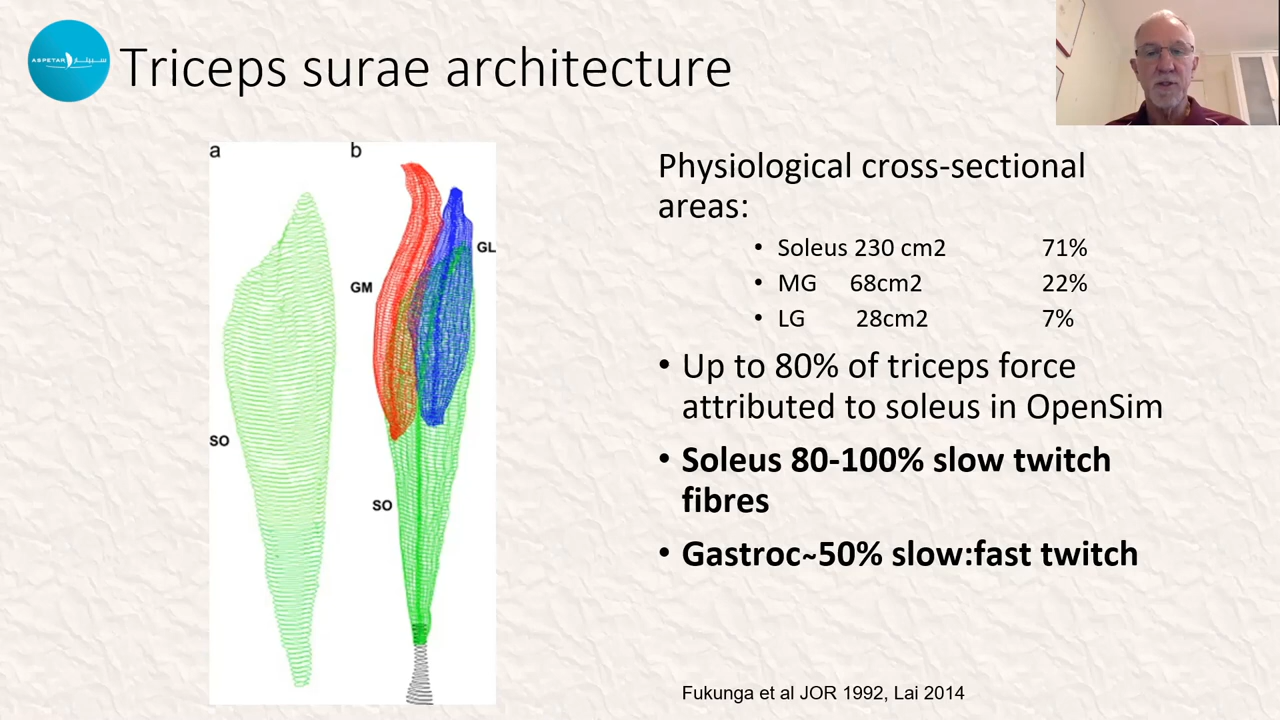 ASPETAR سبيتار
Triceps surae architecture
a
b
GL
GM
SO
SO
Physiological cross-sectional
areas:
• Soleus 230 cm2 71%
• MG 68cm2 22%
• LG 28cm2 7%
• Up to 80% of triceps force
attributed to soleus in OpenSim
• Soleus 80-100% slow twitch
fibres
• Gastroc~50% slow:fast twitch
Fukunga et al JOR 1992, Lai 2014